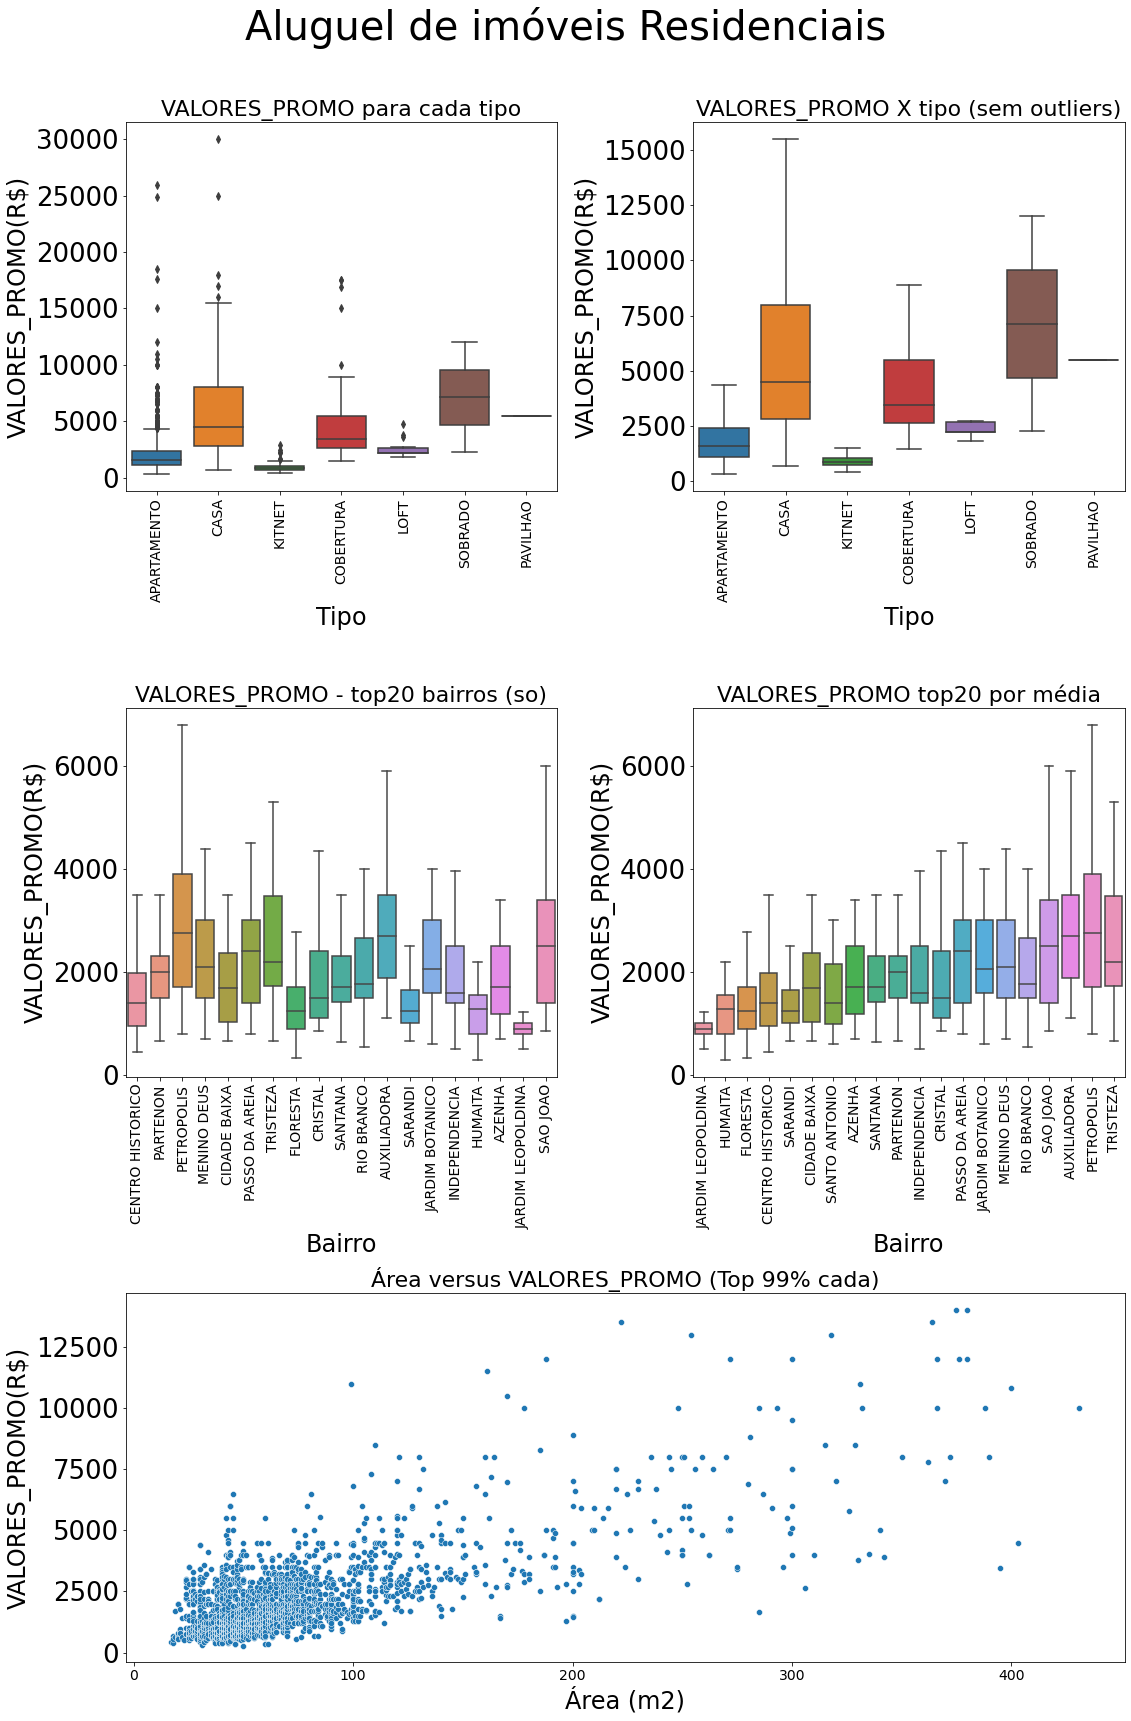 Aluguel de imóveis Residenciais
VALORES_PROMO para cada tipo
VALORES_PROMO(R$)
30000
25000
20000
15000
10000
5000
0
APARTAMENTO
CASA
KITNET
COBERTURA
LOFT
SOBRADO
PAVILHAO
Tipo
VALORES_PROMO X tipo (sem outliers)
VALORES_PROMO(R$)
15000
12500
10000
7500
5000
2500
0
APARTAMENTO
CASA
KITNET
COBERTURA
LOFT
SOBRADO
PAVILHAO
Tipo
VALORES_PROMO - top20 bairros (so)
VALORES_PROMO(R$)
6000
4000
2000
0
CENTRO HISTORICO
PARTENON
PETROPOLIS
MENINO DEUS
CIDADE BAIXA
PASSO DA AREIA
TRISTEZA
FLORESTA
CRISTAL
SANTANA
RIO BRANCO
AUXILIADORA
SARANDI
JARDIM BOTANICO
INDEPENDENCIA
HUMAITA
AZENHA
JARDIM LEOPOLDINA
SAO JOAO
Bairro
VALORES_PROMO top20 por média
VALORES_PROMO(R$)
6000
4000
2000
0
JARDIM LEOPOLDINA
HUMAITA
FLORESTA
CENTRO HISTORICO
SARANDI
CIDADE BAIXA
SANTO ANTONIO
AZENHA
SANTANA
PARTENON
INDEPENDENCIA
CRISTAL
PASSO DA AREIA
JARDIM BOTANICO
MENINO DEUS
RIO BRANCO
SAO JOAO
AUXILIADORA
PETROPOLIS
TRISTEZA
Bairro
Área versus VALORES_PROMO (Top 99% cada)
VALORES_PROMO(R$)
12500
10000
7500
5000
2500
0
0
100
200
300
400
Área (m2)